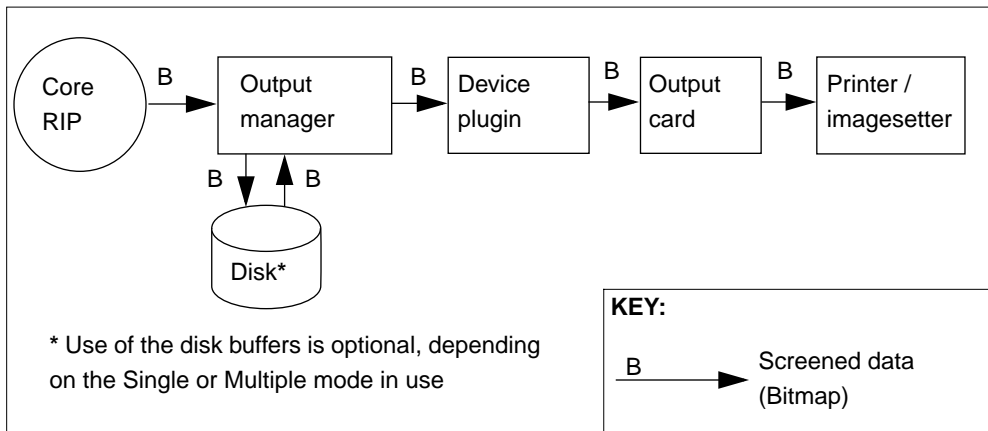 Core
RIP
B
Output
manager
B
Device
plugin
B
Output
card
B
Printer /
imagesetter
B
B
Disk*
* Use of the disk buffers is optional, depending
on the Single or Multiple mode in use
KEY:
B
Screened data
(Bitmap)